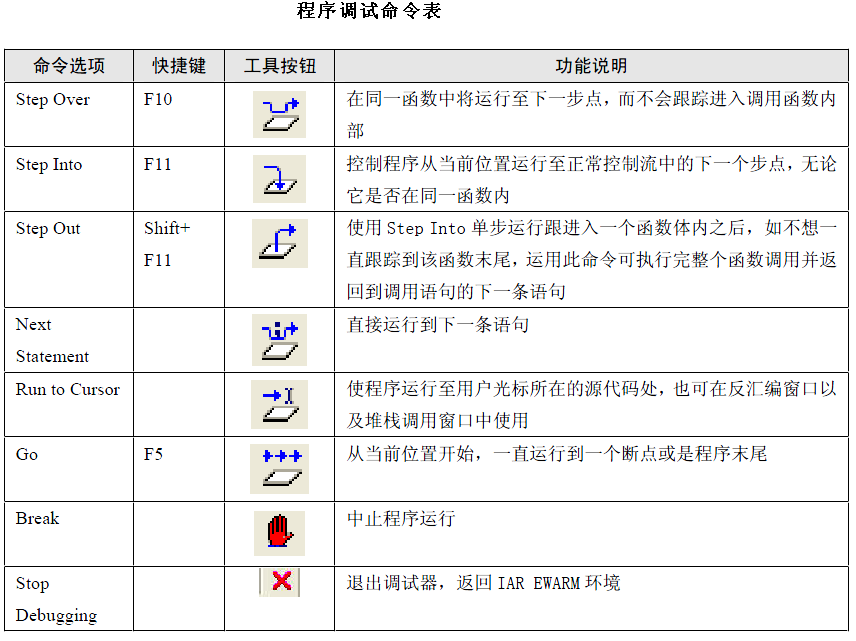 程序调试命令表
命令选项 快捷键 工具按钮 功能说明
Step Over F10 在同一函数中将运行至下一步点，而不会跟踪进入调用函数内
部
Step Into F11 控制程序从当前位置运行至正常控制流中的下一个步点，无论
它是否在同一函数内
Step Out Shift+ 使用 Step Into 单步运行跟进入一个函数体内之后，如不想一
F11 直跟踪到该函数末尾，运用此命令可执行完整个函数调用并返
回到调用语句的下一条语句
Next 直接运行到下一条语句
Statement
Run to Cursor 使程序运行至用户光标所在的源代码处，也可在反汇编窗口以
及堆栈调用窗口中使用
Go F5 从当前位置开始，一直运行到一个断点或是程序末尾
Break 中止程序运行
Stop 退出调试器，返回 IAR EWARM 环境
Debugging